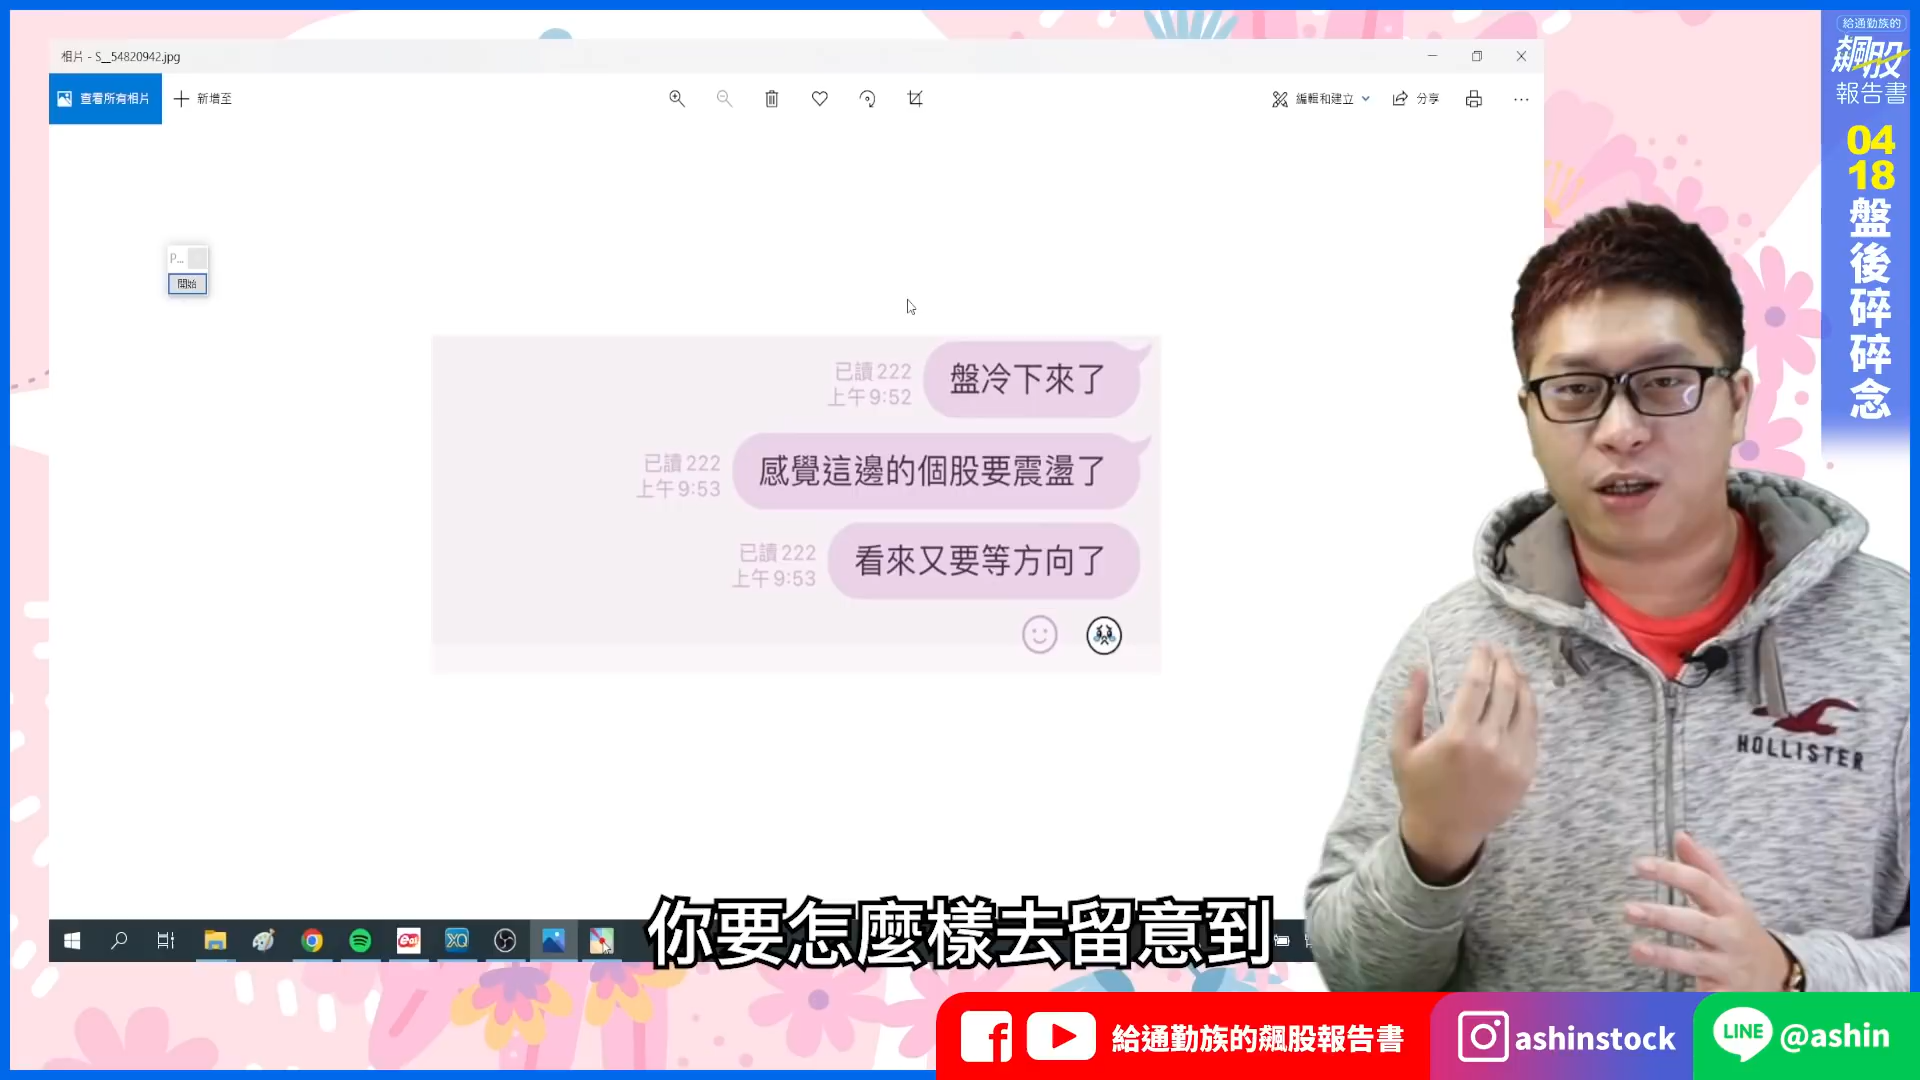 相片 - S__54820942.jpg
查看所有相片
新增至
編輯和建立
分享
P...
開始
已讀 222
上午 9:52
盤冷下來了
已讀 222
上午 9:53
感覺這邊的個股要震盪了
已讀 222
上午 9:53
看來又要等方向了
給通勤族的
飆股
報告書
04
18
盤後碎碎念
HOLLISTER
你要怎麼樣去留意到
給通勤族的飆股報告書
ashinstock
LINE
@ashin